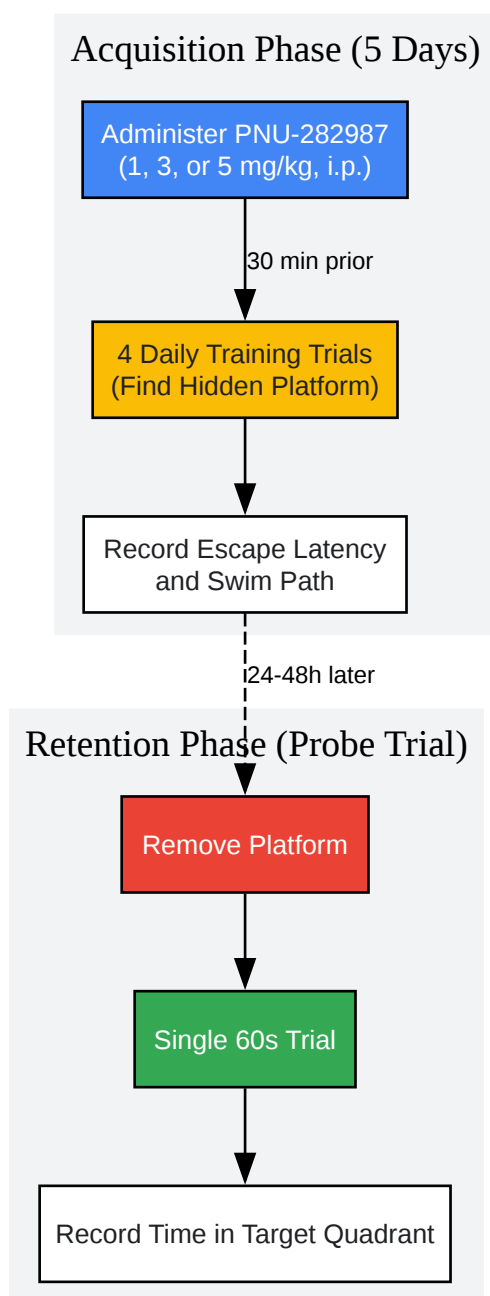 Acquisition Phase (5 Days)
Administer PNU-282987
(1, 3, or 5 mg/kg, i.p.)
30 min prior
4 Daily Training Trials
(Find Hidden Platform)
Record Escape Latency
and Swim Path
24-48h later
Retention Phase (Probe Trial)
Remove Platform
Single 60s Trial
Record Time in Target Quadrant